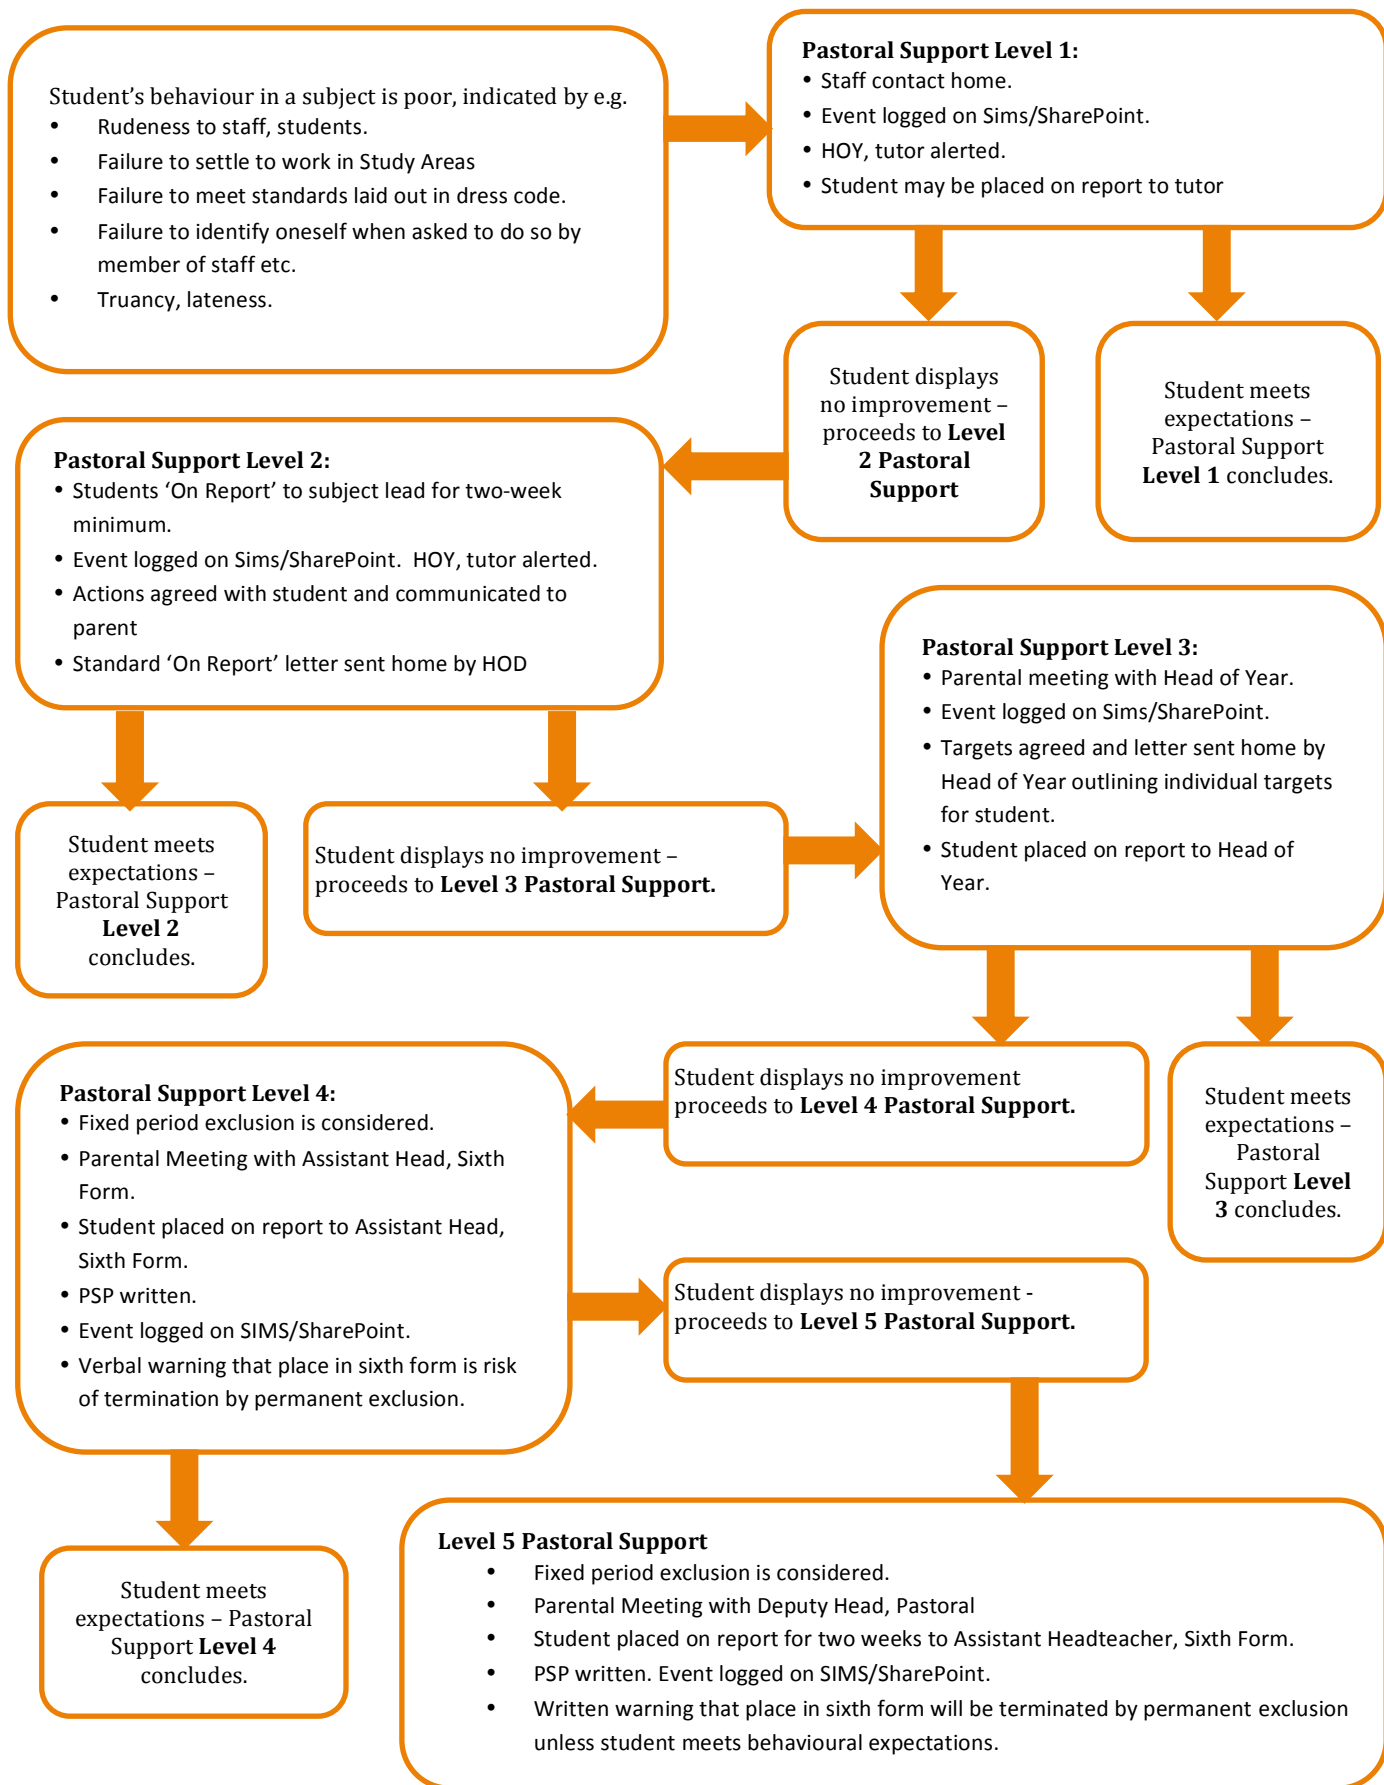 Student’s behaviour in a subject is poor, indicated by e.g.
• Rudeness to staff, students.
• Failure to settle to work in Study Areas
• Failure to meet standards laid out in dress code.
• Failure to identify oneself when asked to do so by
member of staff etc.
• Truancy, lateness.
Pastoral Support Level 1:
• Staff contact home.
• Event logged on Sims/SharePoint.
• HOY, tutor alerted.
• Student may be placed on report to tutor
Student displays
no improvement –
proceeds to Level
2 Pastoral
Support
Student meets
expectations –
Pastoral Support
Level 1 concludes.
Pastoral Support Level 2:
• Students ‘On Report’ to subject lead for two-week
minimum.
• Event logged on Sims/SharePoint.  HOY, tutor alerted.
• Actions agreed with student and communicated to
parent
• Standard ‘On Report’ letter sent home by HOD
Student meets
expectations –
Pastoral Support
Level 2
concludes.
Student displays no improvement –
proceeds to Level 3 Pastoral Support.
Pastoral Support Level 3:
• Parental meeting with Head of Year.
• Event logged on Sims/SharePoint.
• Targets agreed and letter sent home by
Head of Year outlining individual targets
for student.
• Student placed on report to Head of
Year.
Student displays no improvement
proceeds to Level 4 Pastoral Support.
Student meets
expectations –
Pastoral
Support Level
3 concludes.
Pastoral Support Level 4:
• Fixed period exclusion is considered.
• Parental Meeting with Assistant Head, Sixth
Form.
• Student placed on report to Assistant Head,
Sixth Form.
• PSP written.
• Event logged on SIMS/SharePoint.
• Verbal warning that place in sixth form is risk
of termination by permanent exclusion.
Student displays no improvement -
proceeds to Level 5 Pastoral Support.
Student meets
expectations – Pastoral
Support Level 4
concludes.
Level 5 Pastoral Support
• Fixed period exclusion is considered.
• Parental Meeting with Deputy Head, Pastoral
• Student placed on report for two weeks to Assistant Headteacher, Sixth Form.
• PSP written. Event logged on SIMS/SharePoint.
• Written warning that place in sixth form will be terminated by permanent exclusion
unless student meets behavioural expectations.